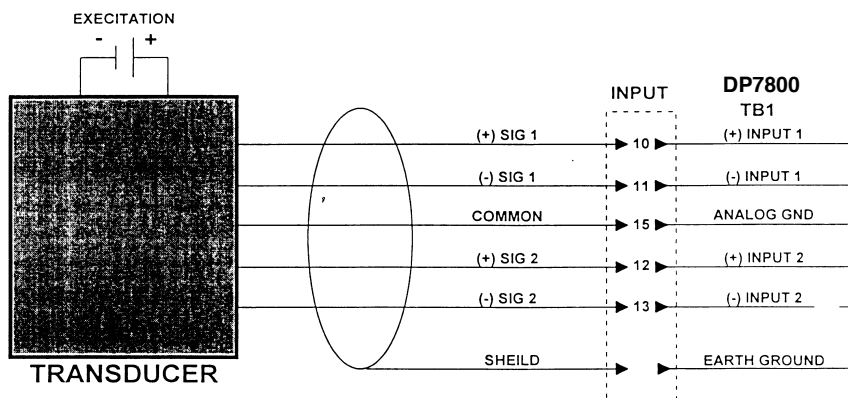 EXECITATION
- +
INPUT
DP7800
TB1
(+) SIG 1 10 (+) INPUT 1
(-) SIG 1 11 (-) INPUT 1
COMMON 15 ANALOG GND
(+) SIG 2 12 (+) INPUT 2
(-) SIG 2 13 (-) INPUT 2
SHEILD EARTH GROUND
TRANSDUCER